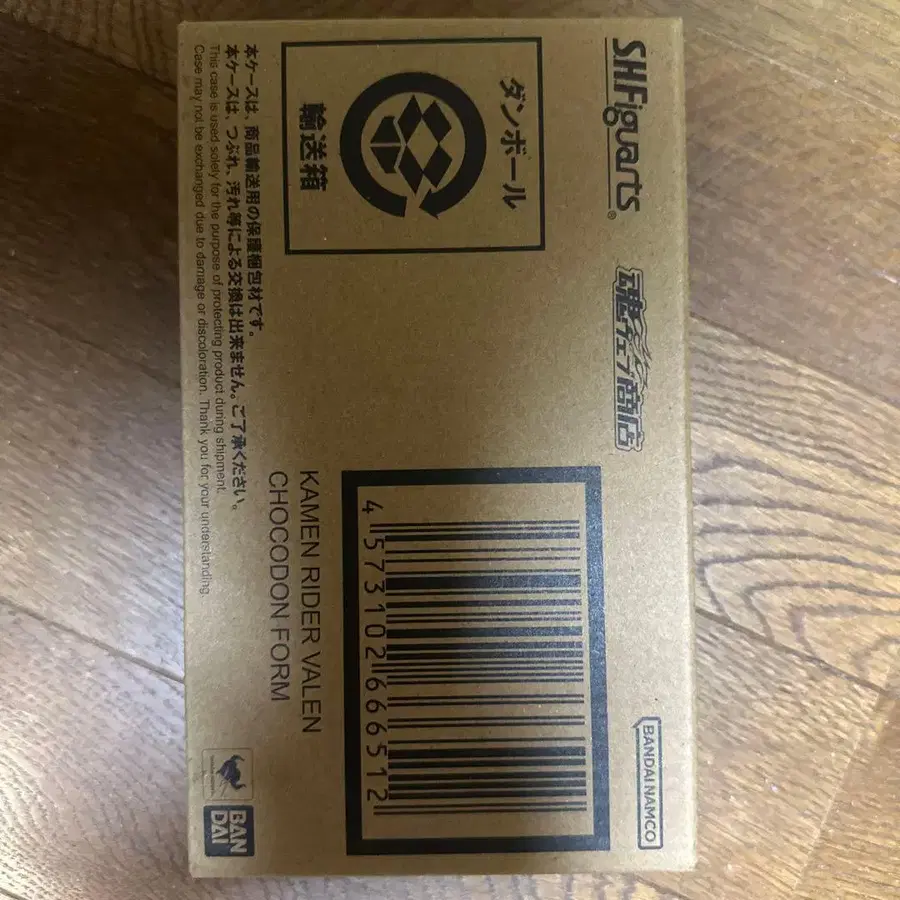 S.H.Figuarts®
魂ウェブ商店
BANDAI NAMCO
ダンボール
輸送箱
4573102666512
KAMEN RIDER VALEN
CHOCODON FORM
本ケースは、商品輸送用の保護梱包材です。
本ケースは、つぶれ、汚れ等による交換は出来ません。ご了承ください。
This case is used solely for the purpose of protecting product during shipment.
Case may not be exchanged due to damage or discoloration. Thank you for your understanding.
BAN
DAI